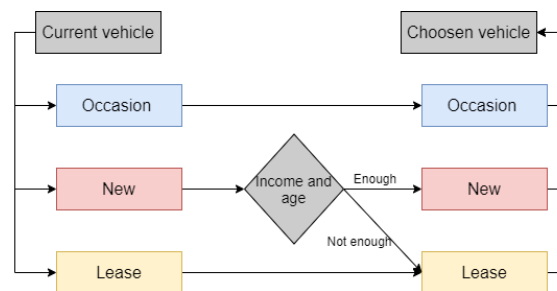 Current vehicle
Choosen vehicle
Occasion
Occasion
New
Income and
age
Enough
New
Not enough
Lease
Lease